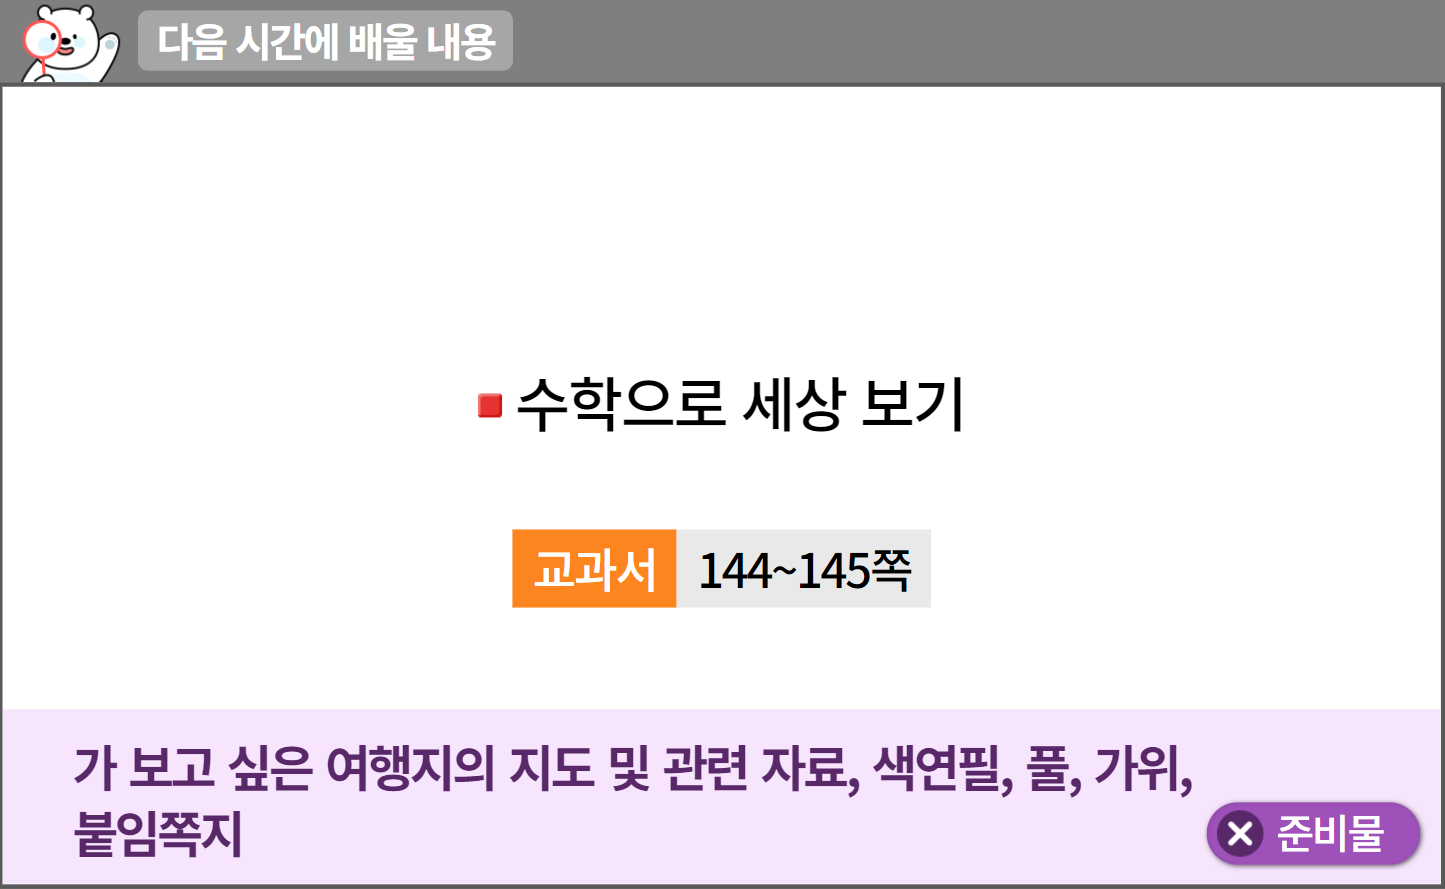 다음 시간에 배울 내용
수학으로 세상 보기
교과서 144~145쪽
가 보고 싶은 여행지의 지도 및 관련 자료, 색연필, 풀, 가위,
붙임쪽지
준비물